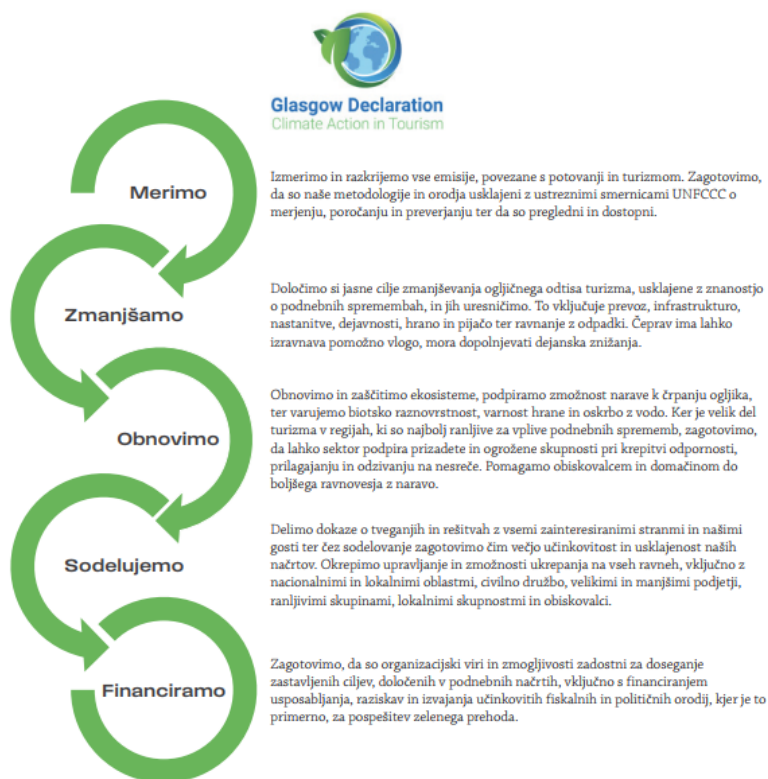 Glasgow Declaration
Climate Action in Tourism
Merimo
Izmerimo in razkrijemo vse emisije, povezane s potovanji in turizmom. Zagotovimo,
da so naše metodologije in orodja usklajeni z ustreznimi smernicami UNFCCC o
merjenju, poročanju in preverjanju ter da so pregledni in dostopni.
Zmanjšamo
Določimo si jasne cilje zmanjševanja ogljičnega odtisa turizma, usklajene z znanostjo
o podnebnih spremembah, in jih uresničimo. To vključuje prevoz, infrastrukturo,
nastanitve, dejavnosti, hrano in pijačo ter ravnanje z odpadki. Čeprav ima lahko
izravnava pomožno vlogo, mora dopolnjevati dejanska znižanja.
Obnovimo
Obnovimo in zaščitimo ekosisteme, podpiramo zmožnost narave k črpanju ogljika,
ter varujemo biotsko raznovrstnost, varnost hrane in oskrbo z vodo. Ker je velik del
turizma v regijah, ki so najbolj ranljive za vplive podnebnih sprememb, zagotovimo,
da lahko sektor podpira prizadete in ogrožene skupnosti pri krepitvi odpornosti,
prilagajanju in odzivanju na nesreče. Pomagamo obiskovalcem in domačinom do
boljšega ravnovesja z naravo.
Sodelujemo
Delimo dokaze o tveganjih in rešitvah z vsemi zainteresiranimi stranmi in našimi
gosti ter čez sodelovanje zagotovimo čim večjo učinkovitost in usklajenost naših
načrtov. Okrepimo upravljanje in zmožnosti ukrepanja na vseh ravneh, vključno z
nacionalnimi in lokalnimi oblastmi, civilno družbo, velikimi in manjšimi podjetji,
ranljivimi skupinami, lokalnimi skupnostmi in obiskovalci.
Financiramo
Zagotovimo, da so organizacijski viri in zmogljivosti zadostni za doseganje
zastavljenih ciljev, določenih v podnebnih načrtih, vključno s financiranjem
usposabljanja, raziskav in izvajanja učinkovitih fiskalnih in političnih orodij, kjer je to
primerno, za pospešitev zelenega prehoda.